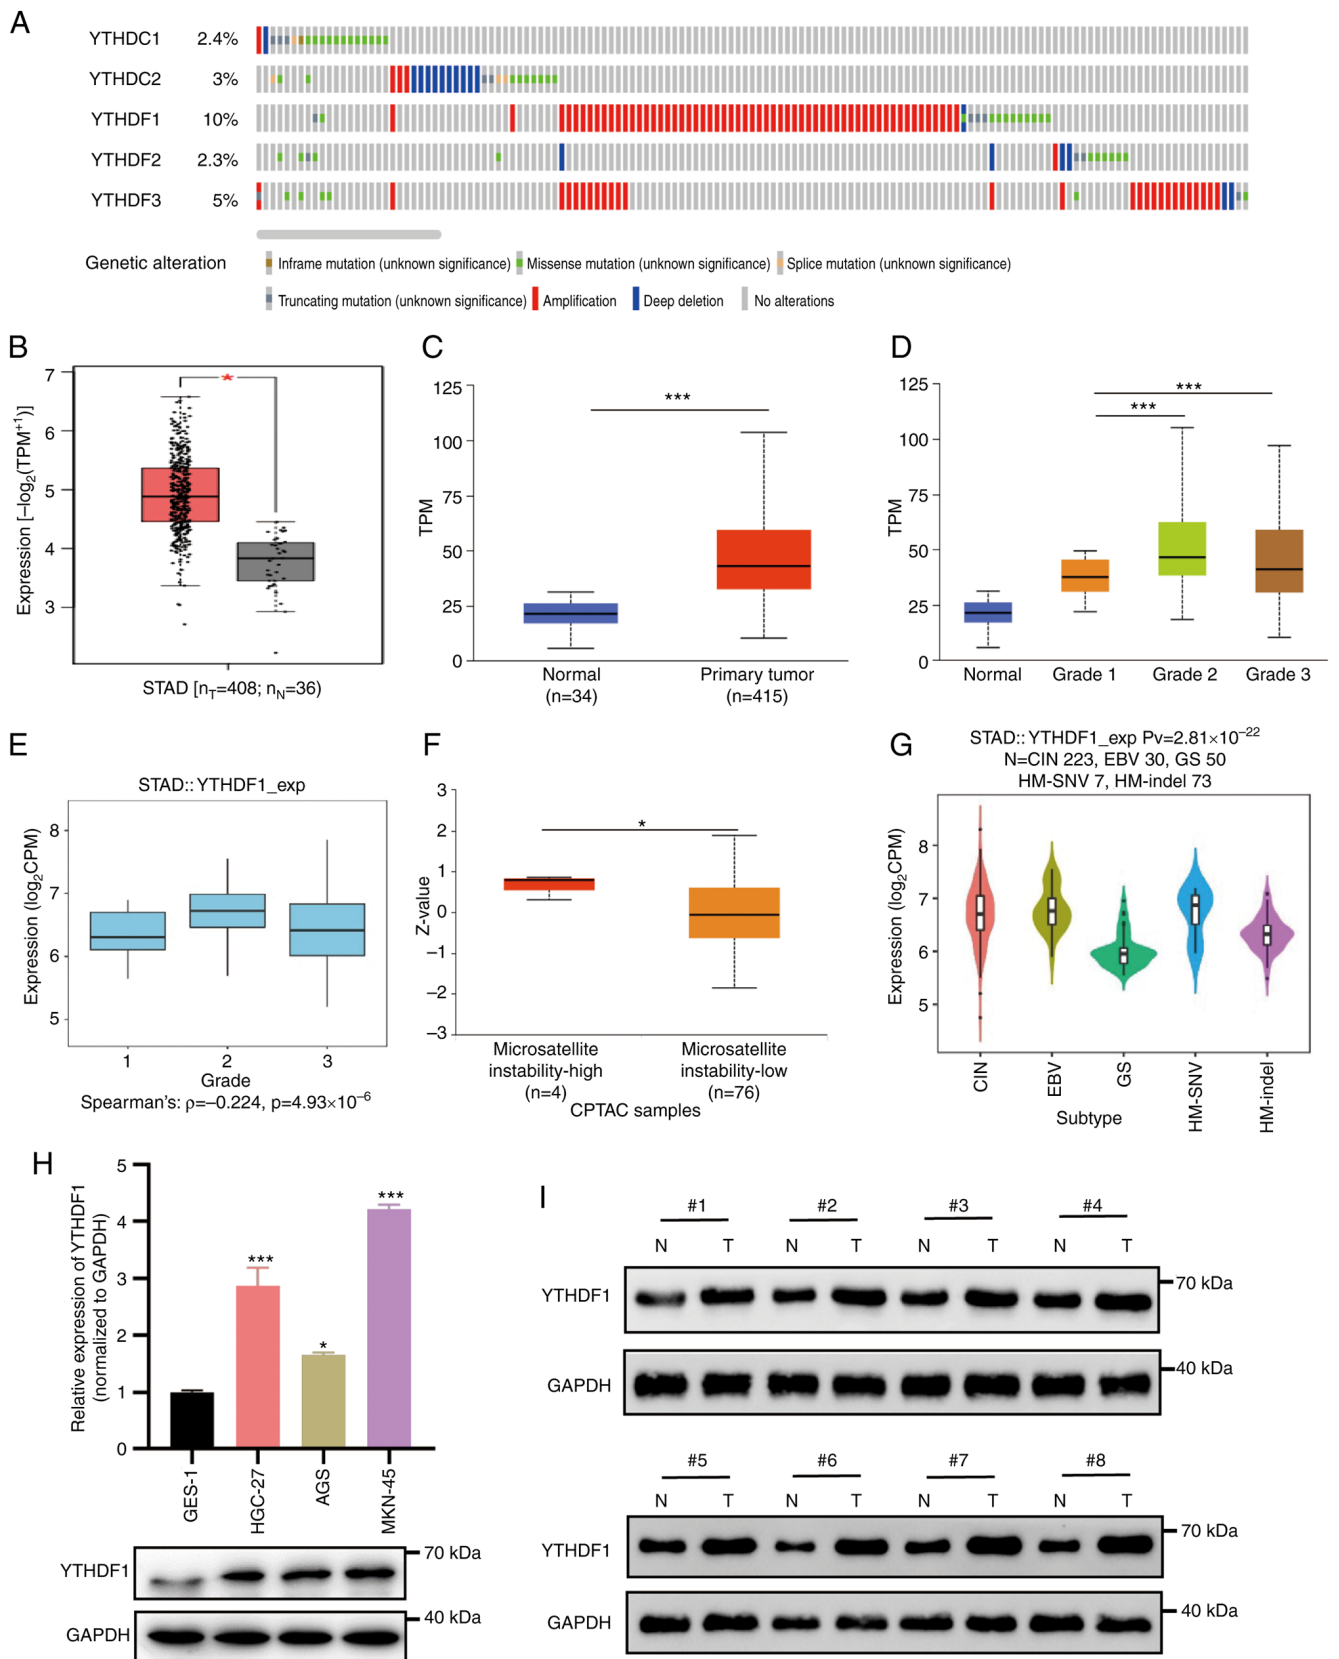 A
YTHDC1 2.4%
YTHDC2 3%
YTHDF1 10%
YTHDF2 2.3%
YTHDF3 5%
Genetic alteration
Inframe mutation (unknown significance) Missense mutation (unknown significance) Splice mutation (unknown significance)
Truncating mutation (unknown significance) Amplification Deep deletion No alterations
B
Expression [–log2(TPM+1)]
7
6
5
4
3
*
STAD [nT=408; nN=36)
C
TPM
125
100
75
50
25
0
***
Normal
(n=34)
Primary tumor
(n=415)
D
TPM
125
100
75
50
25
0
***
***
Normal Grade 1 Grade 2 Grade 3
E
STAD:: YTHDF1_exp
Expression (log2CPM)
8
7
6
5
1 2 3
Grade
Spearman's: ρ=–0.224, p=4.93×10–6
F
Z-value
3
2
1
0
–1
–2
–3
*
Microsatellite
instability-high
(n=4)
Microsatellite
instability-low
(n=76)
CPTAC samples
G
STAD:: YTHDF1_exp Pv=2.81×10–22
N=CIN 223, EBV 30, GS 50
HM-SNV 7, HM-indel 73
Expression (log2CPM)
8
7
6
5
CIN
EBV
GS
HM-SNV
HM-indel
Subtype
H
Relative expression of YTHDF1
(normalized to GAPDH)
5
4
3
2
1
0
***
*
***
GES-1
HGC-27
AGS
MKN-45
YTHDF1
70 kDa
GAPDH
40 kDa
I
#1 #2 #3 #4
N T N T N T N T
YTHDF1
70 kDa
GAPDH
40 kDa
#5 #6 #7 #8
N T N T N T N T
YTHDF1
70 kDa
GAPDH
40 kDa